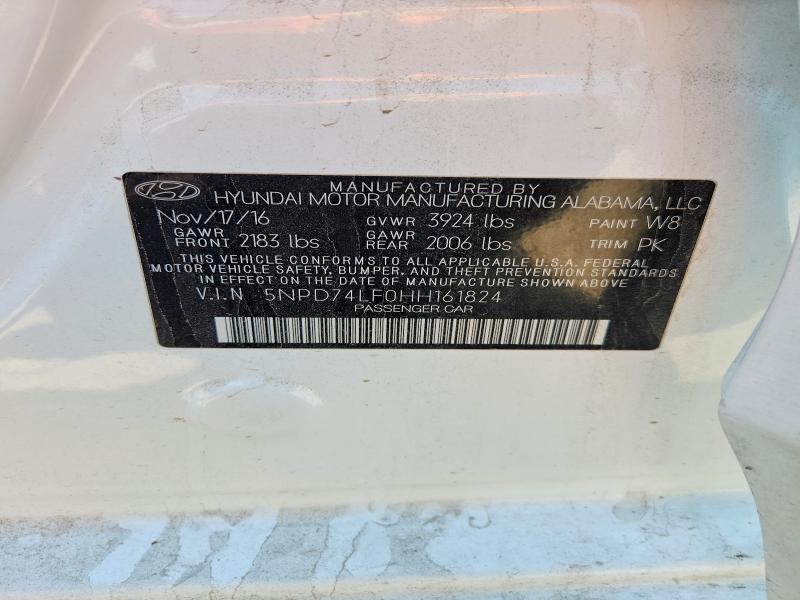 MANUFACTURED BY
HYUNDAI MOTOR MANUFACTURING ALABAMA, LLC
Nov/17/16 GVWR 3924 lbs PAINT W8
GAWR FRONT 2183 lbs GAWR REAR 2006 lbs TRIM PK
THIS VEHICLE CONFORMS TO ALL APPLICABLE U.S.A. FEDERAL
MOTOR VEHICLE SAFETY, BUMPER, AND THEFT PREVENTION STANDARDS
IN EFFECT ON THE DATE OF MANUFACTURE SHOWN ABOVE
V.I.N 5NPD74LF0HH161824
PASSENGER CAR